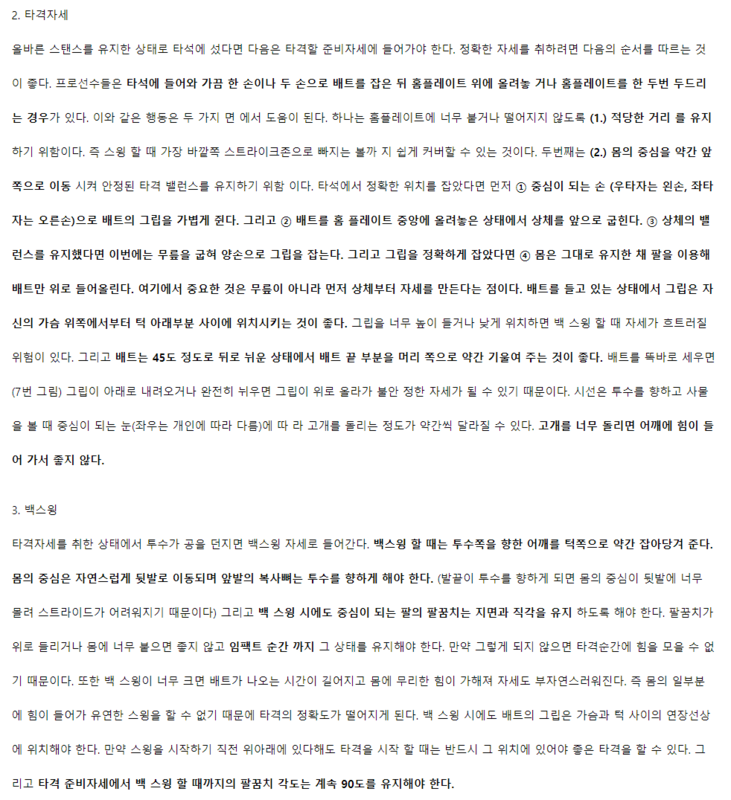 2. 타격자세
올바른 스탠스를 유지한 상태로 타석에 섰다면 다음은 타격할 준비자세에 들어가야 한다. 정확한 자세를 취하려면 다음의 순서를 따르는 것
이 좋다. 프로선수들은 타석에 들어와 가끔 한 손이나 두 손으로 배트를 잡은 뒤 홈플레이트 위에 올려놓 거나 홈플레이트를 한 두번 두드리
는 경우가 있다. 이와 같은 행동은 두 가지 면 에서 도움이 된다. 하나는 홈플레이트에 너무 붙거나 떨어지지 않도록 (1.) 적당한 거리 를 유지
하기 위함이다. 즉 스윙 할 때 가장 바깥쪽 스트라이크존으로 빠지는 볼까 지 쉽게 커버할 수 있는 것이다. 두번째는 (2.) 몸의 중심을 약간 앞
쪽으로 이동 시켜 안정된 타격 밸런스를 유지하기 위함 이다. 타석에서 정확한 위치를 잡았다면 먼저 ① 중심이 되는 손 (우타자는 왼손, 좌타
자는 오른손)으로 배트의 그립을 가볍게 쥔다. 그리고 ② 배트를 홈 플레이트 중앙에 올려놓은 상태에서 상체를 앞으로 굽힌다. ③ 상체의 밸
런스를 유지했다면 이번에는 무릎을 굽혀 양손으로 그립을 잡는다. 그리고 그립을 정확하게 잡았다면 ④ 몸은 그대로 유지한 채 팔을 이용해
배트만 위로 들어올린다. 여기에서 중요한 것은 무릎이 아니라 먼저 상체부터 자세를 만든다는 점이다. 배트를 들고 있는 상태에서 그립은 자
신의 가슴 위쪽에서부터 턱 아래부분 사이에 위치시키는 것이 좋다. 그립을 너무 높이 들거나 낮게 위치하면 백 스윙 할 때 자세가 흐트러질
위험이 있다. 그리고 배트는 45도 정도로 뒤로 뉘운 상태에서 배트 끝 부분을 머리 쪽으로 약간 기울여 주는 것이 좋다. 배트를 똑바로 세우면
(7번 그림) 그립이 아래로 내려오거나 완전히 뉘우면 그립이 위로 올라가 불안 정한 자세가 될 수 있기 때문이다. 시선은 투수를 향하고 사물
을 볼 때 중심이 되는 눈(좌우는 개인에 따라 다름)에 따 라 고개를 돌리는 정도가 약간씩 달라질 수 있다. 고개를 너무 돌리면 어깨에 힘이 들
어 가서 좋지 않다.
3. 백스윙
타격자세를 취한 상태에서 투수가 공을 던지면 백스윙 자세로 들어간다. 백스윙 할 때는 투수쪽을 향한 어깨를 턱쪽으로 약간 잡아당겨 준다.
몸의 중심은 자연스럽게 뒷발로 이동되며 앞발의 복사뼈는 투수를 향하게 해야 한다. (발끝이 투수를 향하게 되면 몸의 중심이 뒷발에 너무
몰려 스트라이드가 어려워지기 때문이다) 그리고 백 스윙 시에도 중심이 되는 팔의 팔꿈치는 지면과 직각을 유지 하도록 해야 한다. 팔꿈치가
위로 들리거나 몸에 너무 붙으면 좋지 않고 임팩트 순간 까지 그 상태를 유지해야 한다. 만약 그렇게 되지 않으면 타격순간에 힘을 모을 수 없
기 때문이다. 또한 백 스윙이 너무 크면 배트가 나오는 시간이 길어지고 몸에 무리한 힘이 가해져 자세도 부자연스러워진다. 즉 몸의 일부분
에 힘이 들어가 유연한 스윙을 할 수 없기 때문에 타격의 정확도가 떨어지게 된다. 백 스윙 시에도 배트의 그립은 가슴과 턱 사이의 연장선상
에 위치해야 한다. 만약 스윙을 시작하기 직전 위아래에 있다해도 타격을 시작 할 때는 반드시 그 위치에 있어야 좋은 타격을 할 수 있다. 그
리고 타격 준비자세에서 백 스윙 할 때까지의 팔꿈치 각도는 계속 90도를 유지해야 한다.